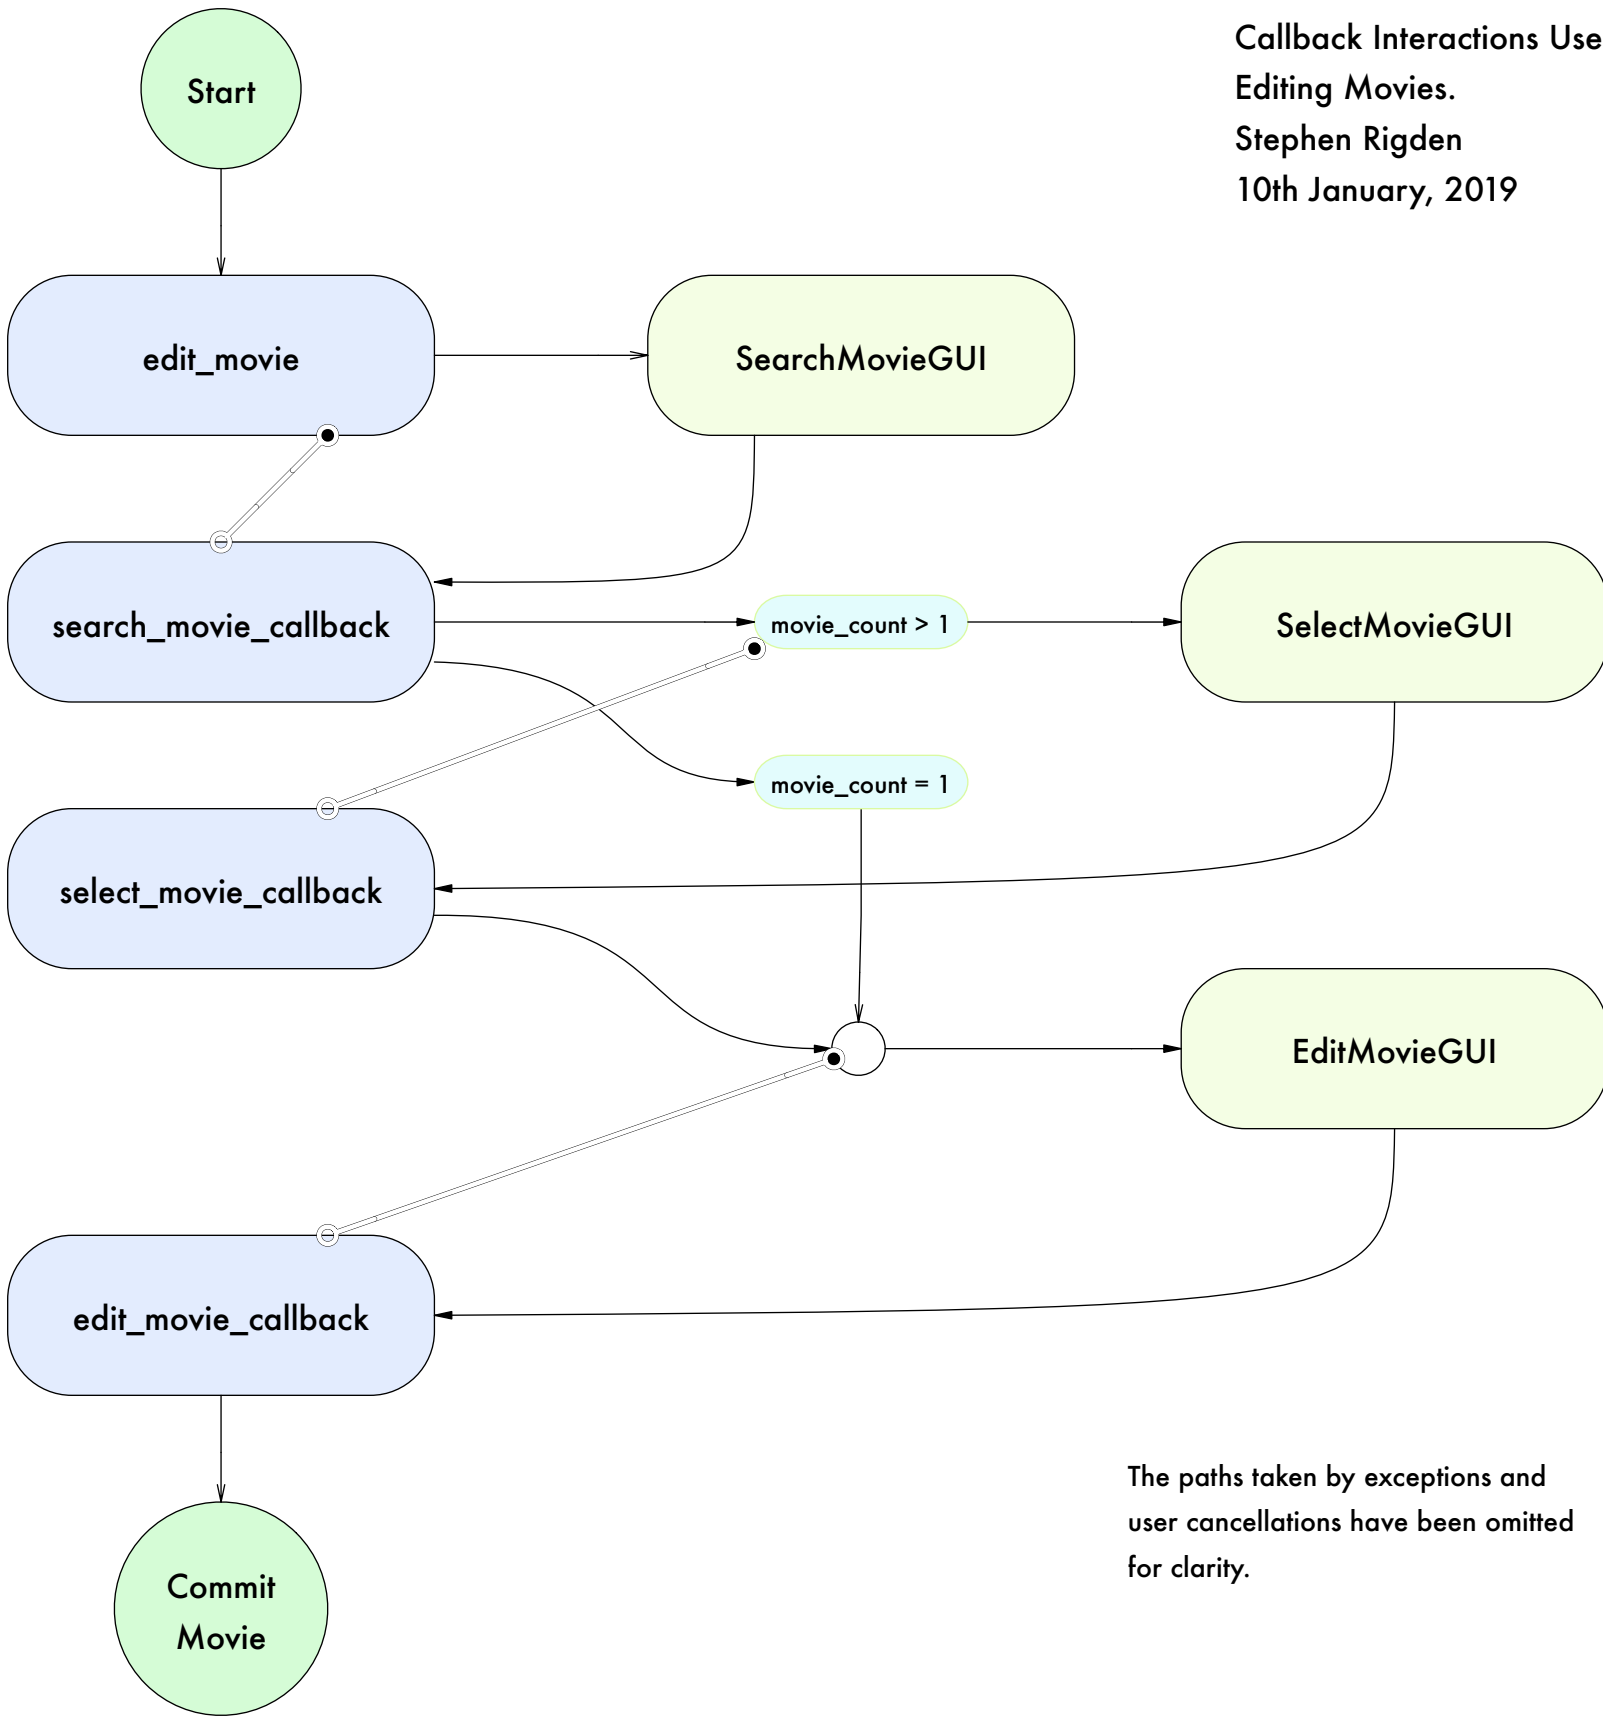 Callback Interactions Use
Editing Movies.
Stephen Rigden
10th January, 2019
Start
edit_movie
SearchMovieGUI
search_movie_callback
movie_count > 1
SelectMovieGUI
movie_count = 1
select_movie_callback
EditMovieGUI
edit_movie_callback
The paths taken by exceptions and
user cancellations have been omitted
for clarity.
Commit
Movie